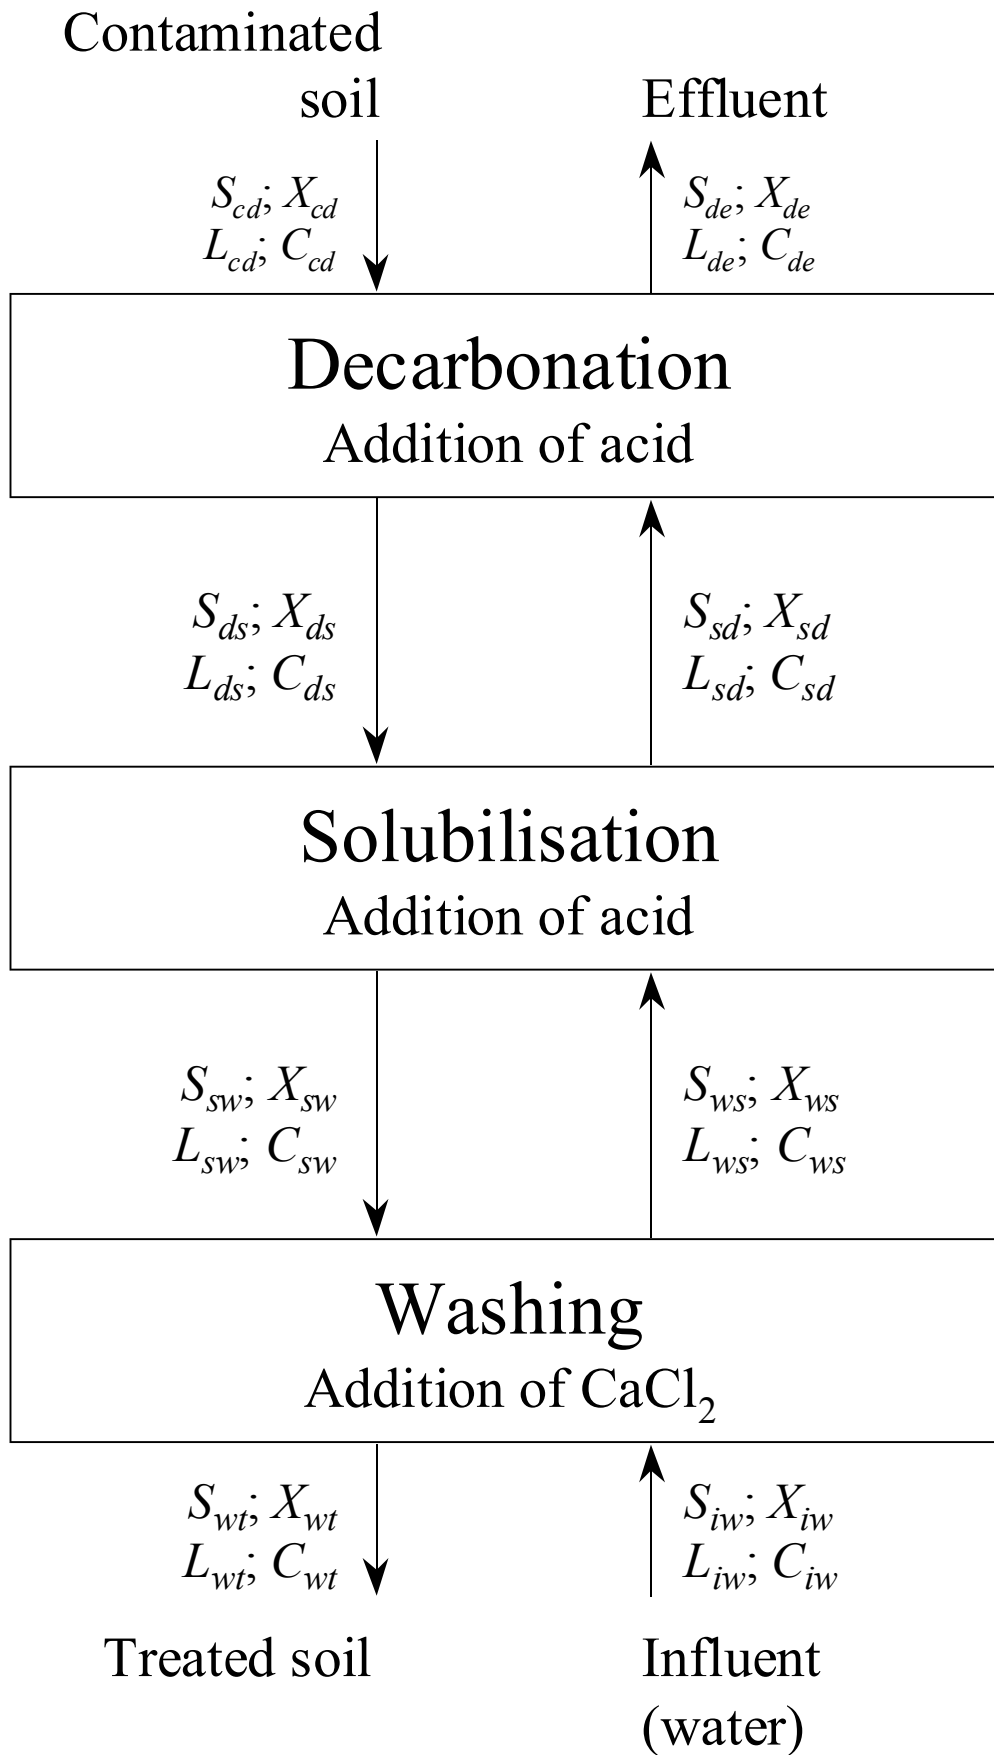 Contaminated
soil
Effluent
S_cd; X_cd
L_cd; C_cd
S_de; X_de
L_de; C_de
Decarbonation
Addition of acid
S_ds; X_ds
L_ds; C_ds
S_sd; X_sd
L_sd; C_sd
Solubilisation
Addition of acid
S_sw; X_sw
L_sw; C_sw
S_ws; X_ws
L_ws; C_ws
Washing
Addition of CaCl₂
S_wt; X_wt
L_wt; C_wt
S_iw; X_iw
L_iw; C_iw
Treated soil
Influent
(water)